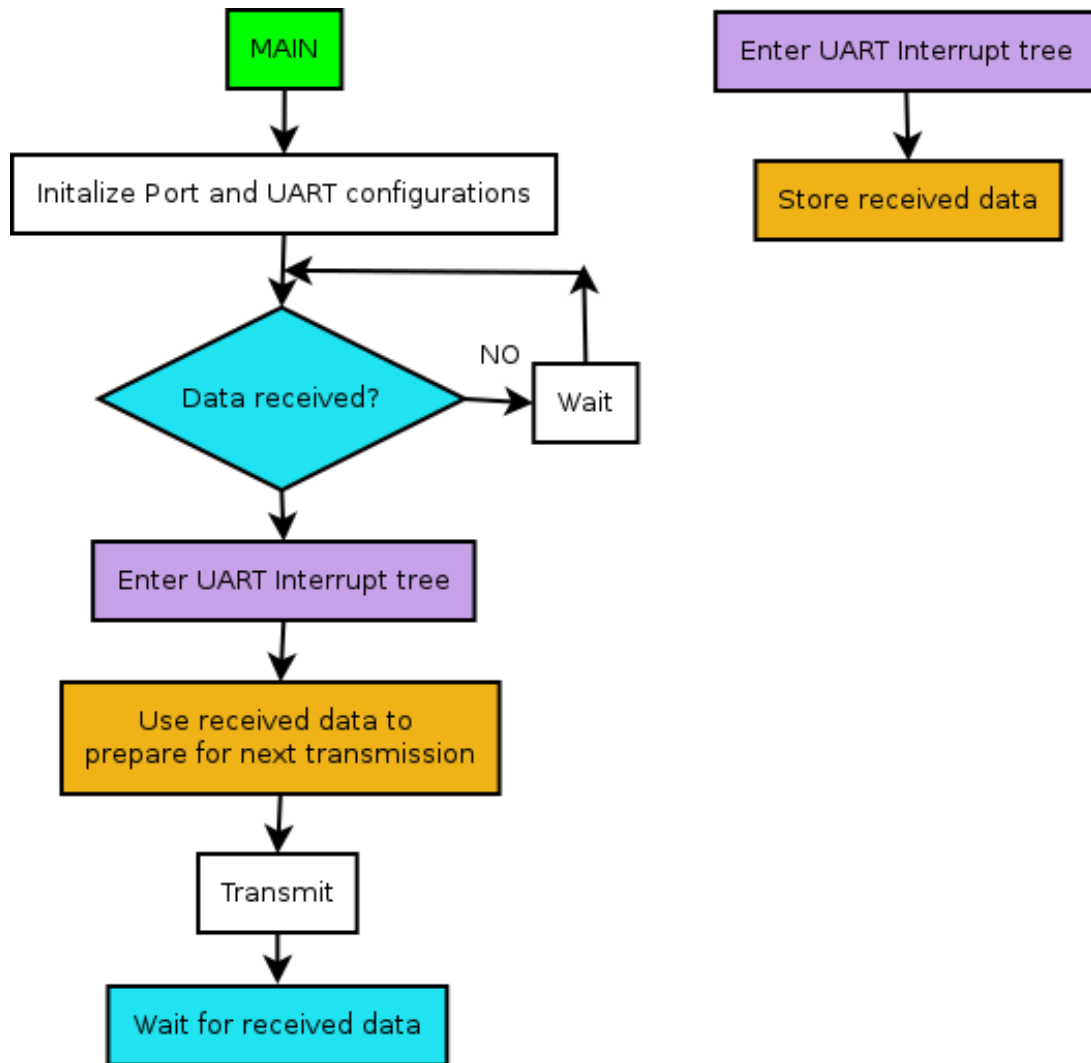 MAIN
Initalize Port and UART configurations
Data received?
NO
Wait
Enter UART Interrupt tree
Use received data to
prepare for next transmission
Transmit
Wait for received data
Enter UART Interrupt tree
Store received data